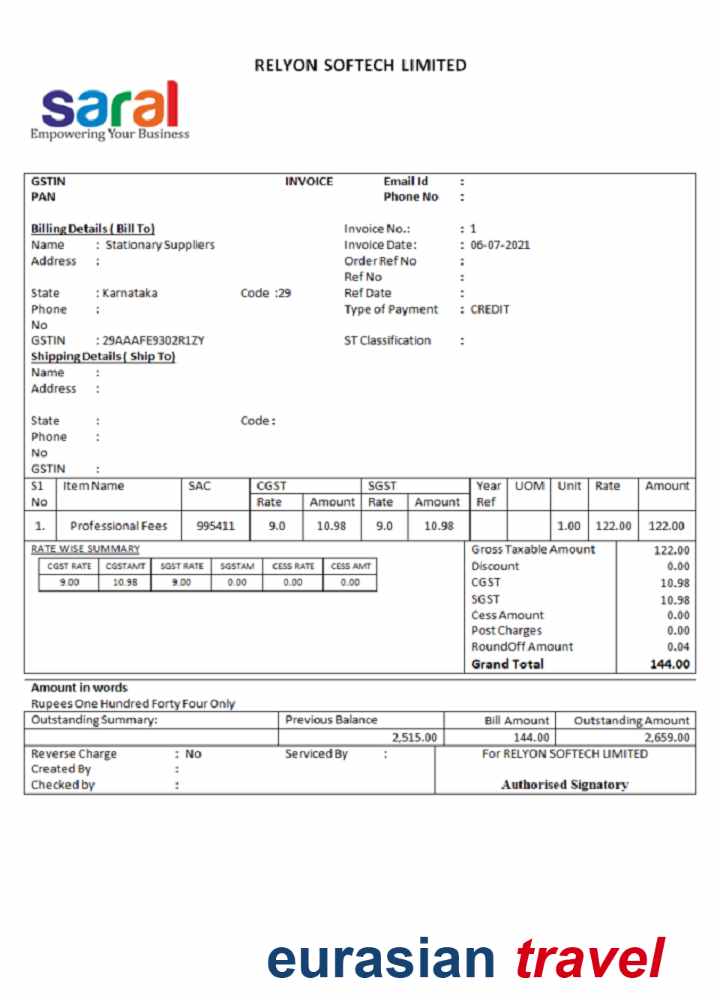 RELYON SOFTECH LIMITED
saral
Empowering Your Business
GSTIN INVOICE Email Id :
PAN Phone No :
Billing Details ( Bill To) Invoice No.: : 1
Name : Stationary Suppliers Invoice Date : : 06-07-2021
Address : Order Ref No :
Ref No :
State : Karnataka Code :29 Ref Date :
Phone : Type of Payment : CREDIT
No
GSTIN : 29AAAFE9302R1ZY ST Classification :
Shipping Details ( Ship To)
Name :
Address :
State : Code :
Phone :
No
GSTIN :
S1 Item Name SAC CGST SGST Year UOM Unit Rate Amount
No Rate Amount Rate Amount Ref
1. Professional Fees 995411 9.0 10.98 9.0 10.98 1.00 122.00 122.00
RATE WISE SUMMARY Gross Taxable Amount 122.00
CGST RATE CGSTAMT SGST RATE SGSTAM CESS RATE CESS AMT Discount 0.00
9.00 10.98 9.00 0.00 0.00 0.00 CGST 10.98
SGST 10.98
Cess Amount 0.00
Post Charges 0.00
RoundOff Amount 0.04
Grand Total 144.00
Amount in words
Rupees One Hundred Forty Four Only
Outstanding Summary: Previous Balance Bill Amount Outstanding Amount
2,515.00 144.00 2,659.00
Reverse Charge : No Serviced By : For RELYON SOFTECH LIMITED
Created By :
Checked by : Authorised Signatory
eurasian travel